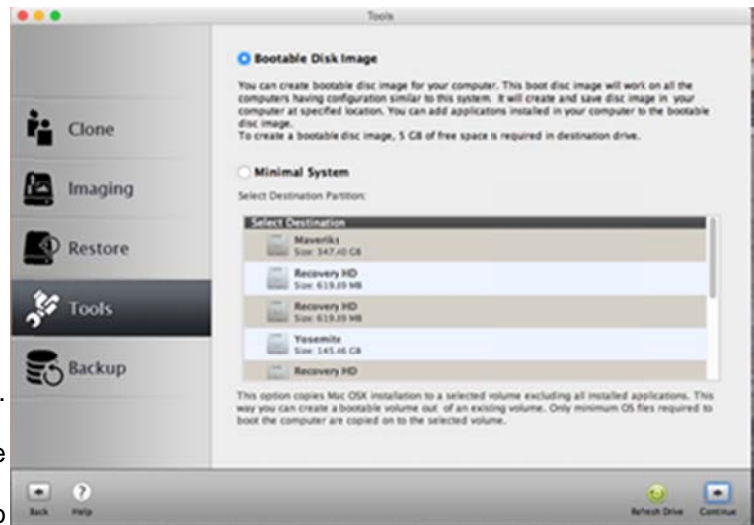 Tools
Clone
Imaging
Restore
Tools
Backup
Bootable Disk Image
You can create bootable disc image for your computer. This boot disc image will work on all the
computers having configuration similar to this system. It will create and save disc image in your
computer at specified location. You can add applicatons installed in your computer to the bootable
disc image.
To create a bootable disc image, 5 GB of free space is required in destination drive.
Minimal System
Select Destination Partition:
Select Destination
Maveriks
Size: 347.40 GB
Recovery HD
Size: 619.89 MB
Recovery HD
Size: 619.89 MB
Yosemite
Size: 145.46 GB
Recovery HD
This option copies Mac OSX installation to a selected volume excluding all installed applications. This
way you can create a bootable volume out of an existing volume. Only minimum OS files required to
boot the computer are copied on to the selected volume.
Back
Help
Refresh Drive
Continue